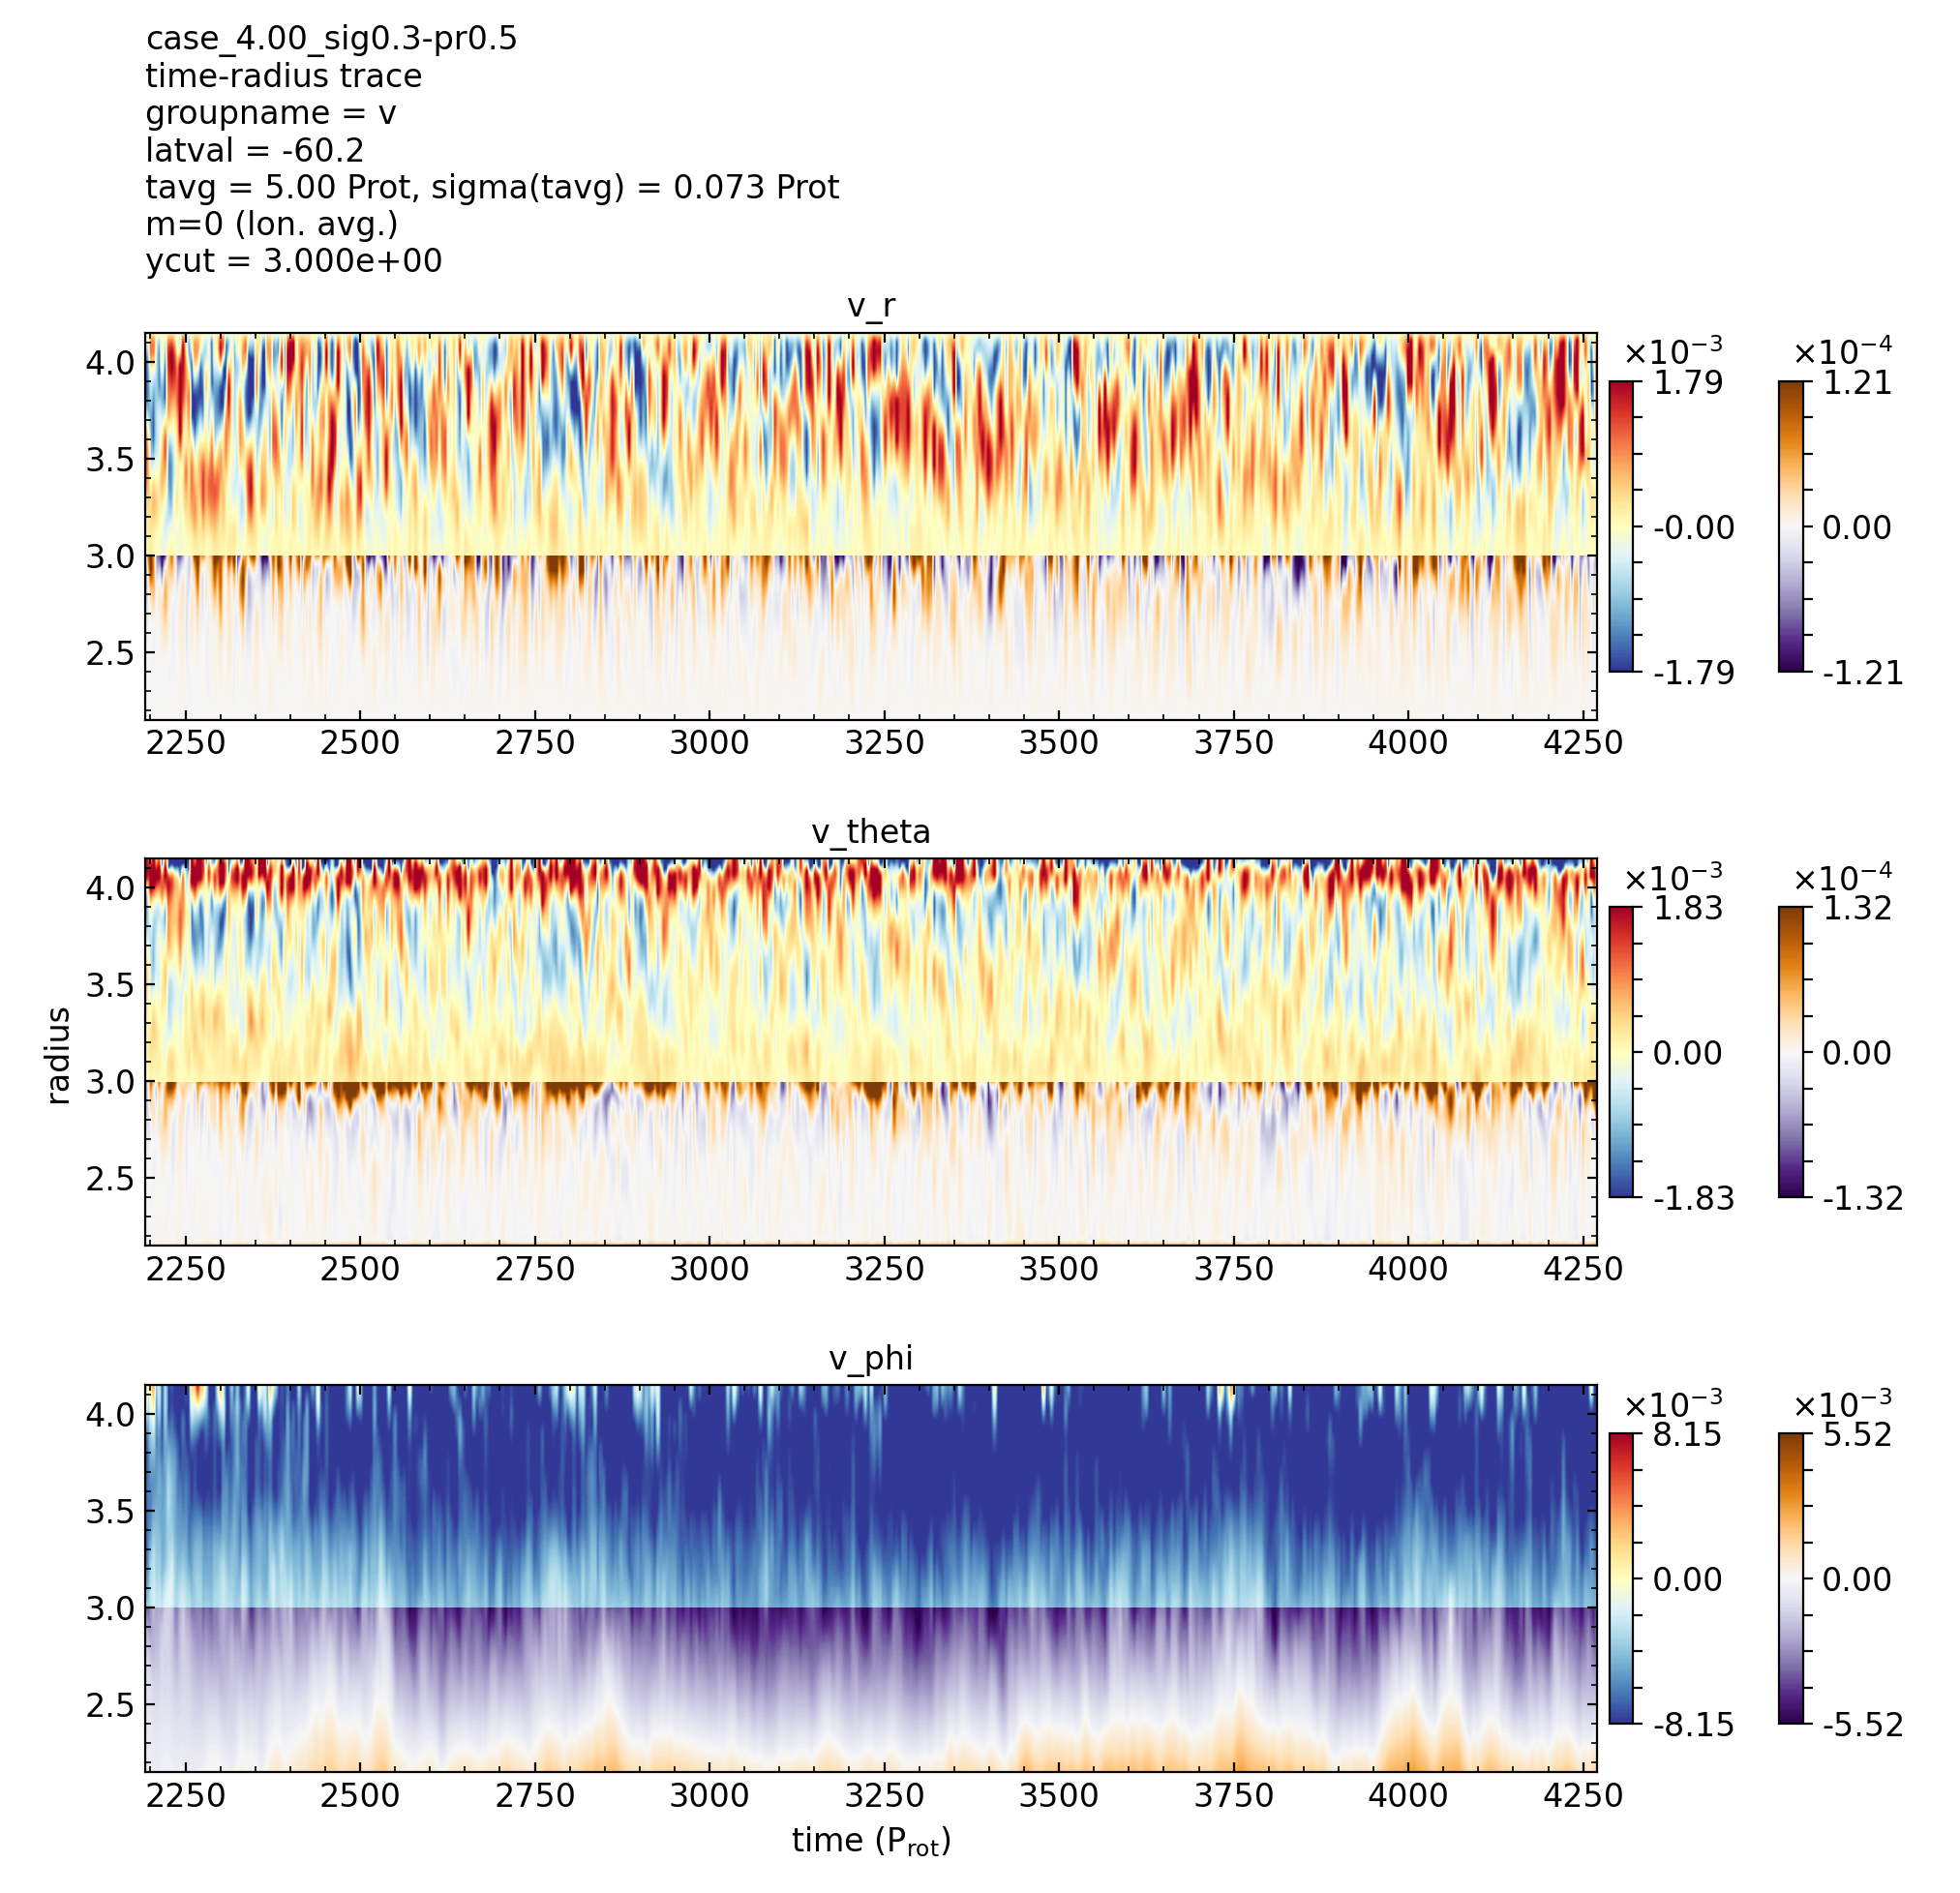 case_4.00_sig0.3-pr0.5
time-radius trace
groupname = v
latval = -60.2
tavg = 5.00 Prot, sigma(tavg) = 0.073 Prot
m=0 (lon. avg.)
ycut = 3.000e+00
v_r
4.0
3.5
3.0
2.5
2250 2500 2750 3000 3250 3500 3750 4000 4250
×10⁻³
1.79
-0.00
-1.79
×10⁻⁴
1.21
0.00
-1.21
v_theta
radius
4.0
3.5
3.0
2.5
2250 2500 2750 3000 3250 3500 3750 4000 4250
×10⁻³
1.83
0.00
-1.83
×10⁻⁴
1.32
0.00
-1.32
v_phi
4.0
3.5
3.0
2.5
2250 2500 2750 3000 3250 3500 3750 4000 4250
time (P_rot)
×10⁻³
8.15
0.00
-8.15
×10⁻³
5.52
0.00
-5.52